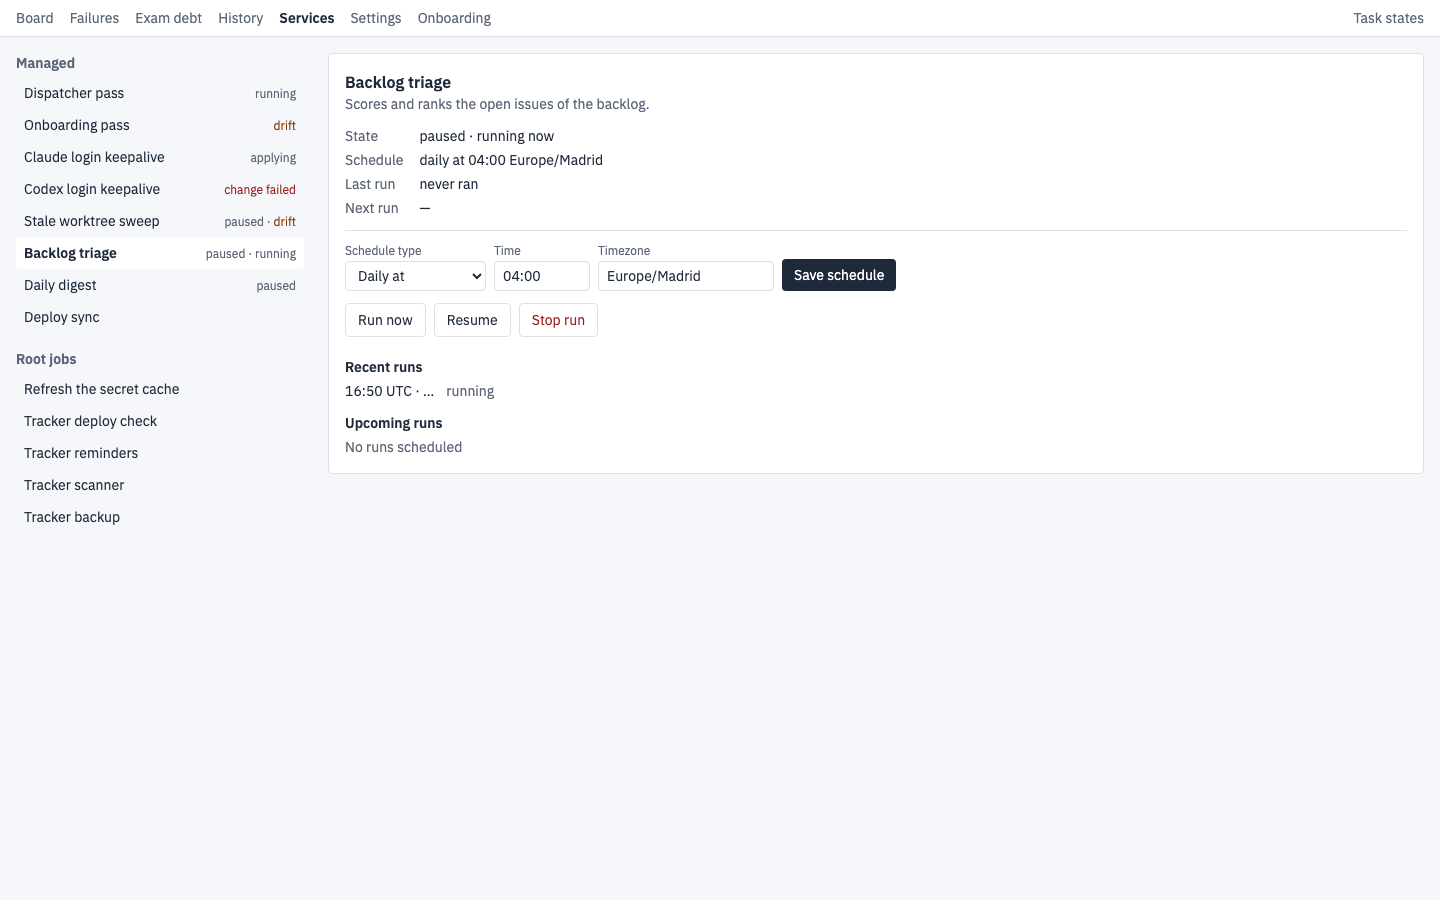 Board Failures Exam debt History Services Settings Onboarding Task states
Managed
Dispatcher pass running
Onboarding pass drift
Claude login keepalive applying
Codex login keepalive change failed
Stale worktree sweep paused · drift
Backlog triage paused · running
Daily digest paused
Deploy sync
Root jobs
Refresh the secret cache
Tracker deploy check
Tracker reminders
Tracker scanner
Tracker backup
Backlog triage
Scores and ranks the open issues of the backlog.
State paused · running now
Schedule daily at 04:00 Europe/Madrid
Last run never ran
Next run —
Schedule type Time Timezone
Daily at 04:00 Europe/Madrid Save schedule
Run now Resume Stop run
Recent runs
16:50 UTC · ... running
Upcoming runs
No runs scheduled